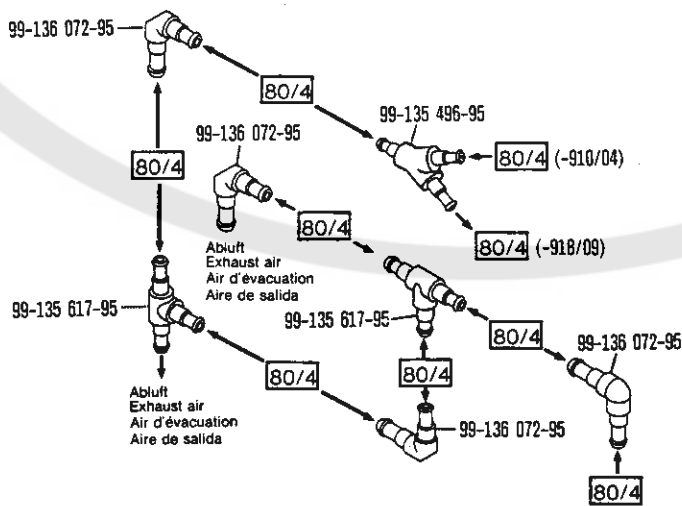 99-136 072-95
80/4
99-135 496-95
80/4 (-910/04)
99-136 072-95
80/4
80/4
80/4 (-918/09)
Abluft
Exhaust air
Air d'évacuation
Aire de salida
99-135 617-95
99-135 617-95
80/4
99-136 072-95
80/4
80/4
Abluft
Exhaust air
Air d'évacuation
Aire de salida
99-136 072-95
80/4